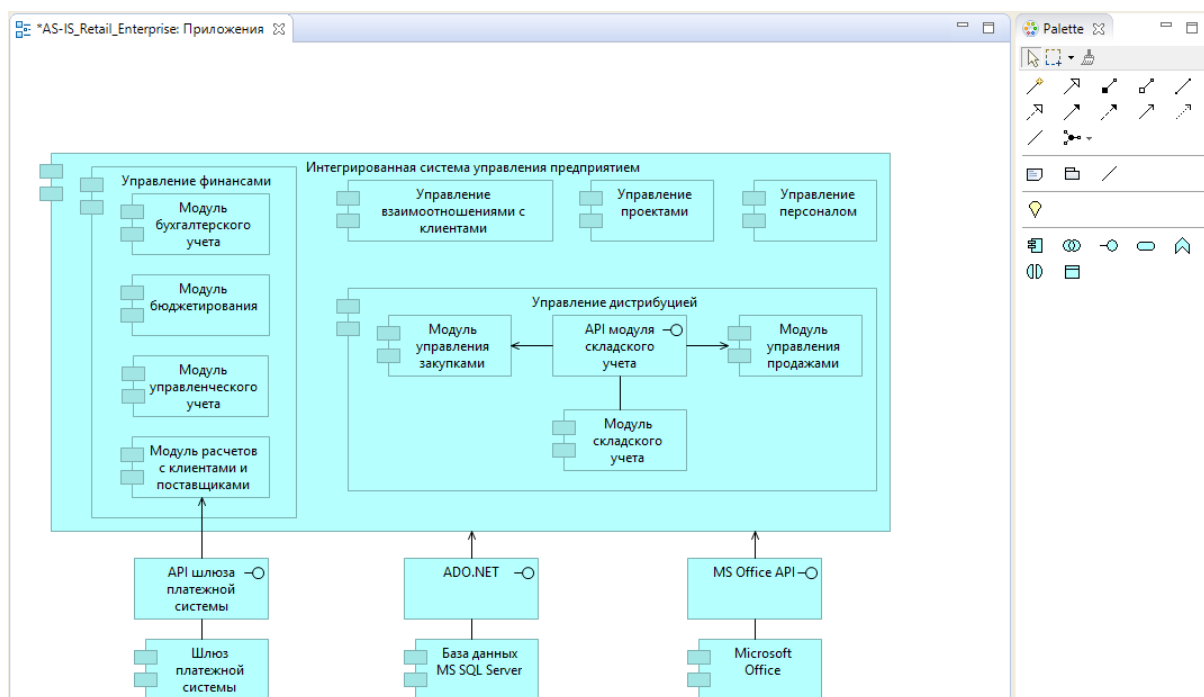 *AS-IS_Retail_Enterprise: Приложения
Palette
Интегрированная система управления предприятием
Управление финансами
Модуль
бухгалтерского
учета
Модуль
бюджетирования
Модуль
управленческого
учета
Модуль расчетов
с клиентами и
поставщиками
Управление
взаимоотношениями с
клиентами
Управление
проектами
Управление
персоналом
Управление дистрибуцией
Модуль
управления
закупками
API модуля
складского
учета
Модуль
управления
продажами
Модуль
складского
учета
API шлюза
платежной
системы
ADO.NET
MS Office API
Шлюз
платежной
системы
База данных
MS SQL Server
Microsoft
Office